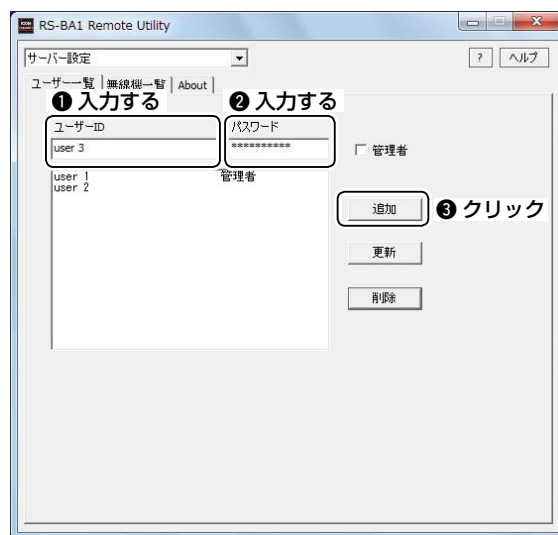 RS-BA1 Remote Utility
サーバー設定
? ヘルプ
ユーザー一覧 無線機一覧 About
❶ 入力する ❷ 入力する
ユーザーID パスワード
user 3 ********** 管理者
user 1 管理者
user 2
追加 ❸ クリック
更新
削除